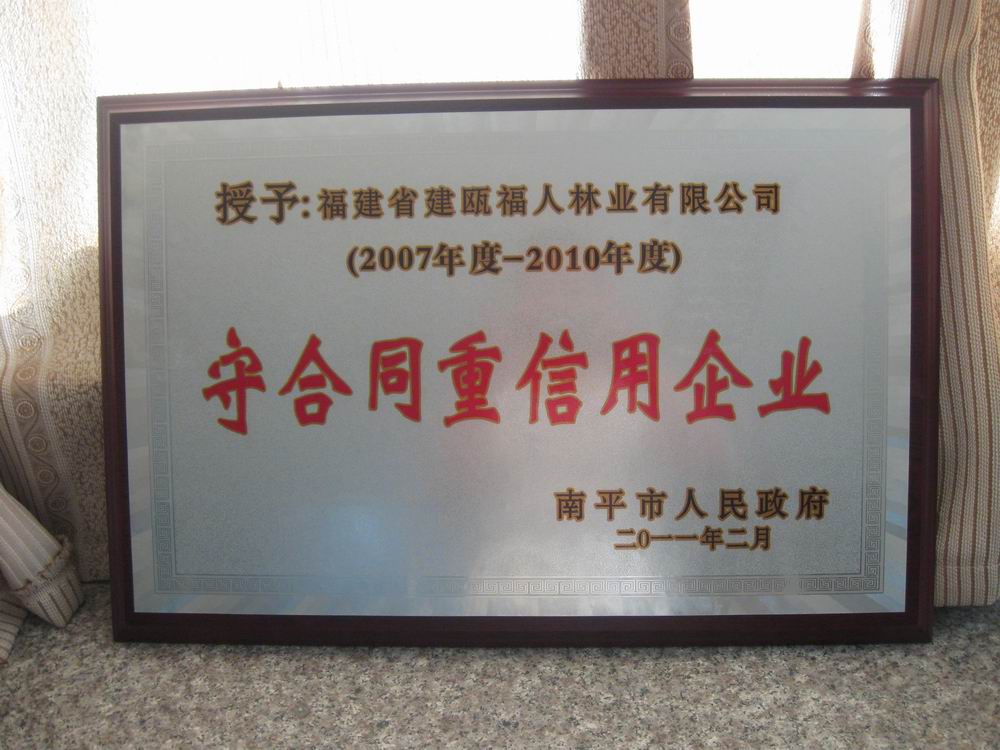 授予:福建省建瓯福人林业有限公司
(2007年度-2010年度)
守合同重信用企业
南平市人民政府
二0一一年二月